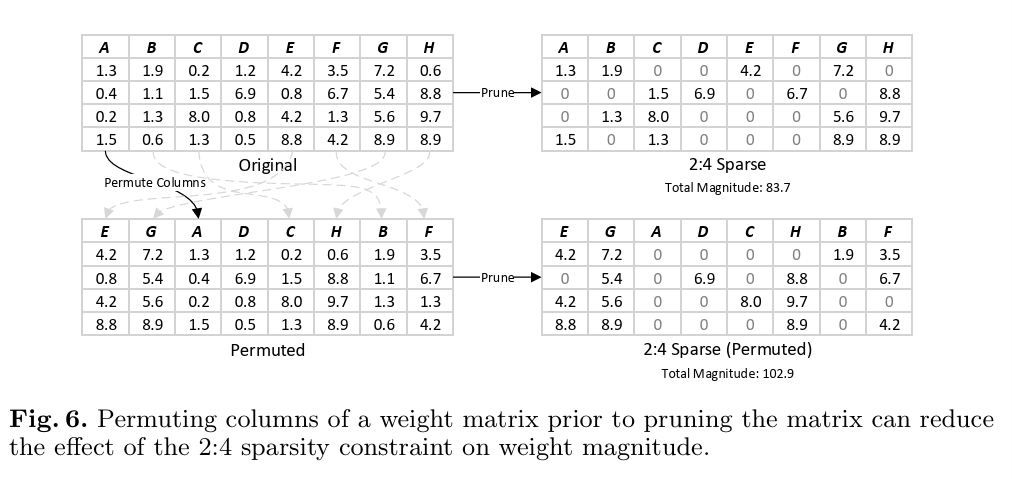 A B C D E F G H
1.3 1.9 0.2 1.2 4.2 3.5 7.2 0.6
0.4 1.1 1.5 6.9 0.8 6.7 5.4 8.8
0.2 1.3 8.0 0.8 4.2 1.3 5.6 9.7
1.5 0.6 1.3 0.5 8.8 4.2 8.9 8.9
Original
Prune
A B C D E F G H
1.3 1.9 0 0 4.2 0 7.2 0
0 0 1.5 6.9 0 6.7 0 8.8
0 1.3 8.0 0 0 0 5.6 9.7
1.5 0 1.3 0 0 0 8.9 8.9
2:4 Sparse
Total Magnitude: 83.7
Permute Columns
E G A D C H B F
4.2 7.2 1.3 1.2 0.2 0.6 1.9 3.5
0.8 5.4 0.4 6.9 1.5 8.8 1.1 6.7
4.2 5.6 0.2 0.8 8.0 9.7 1.3 1.3
8.8 8.9 1.5 0.5 1.3 8.9 0.6 4.2
Permuted
Prune
E G A D C H B F
4.2 7.2 0 0 0 0 1.9 3.5
0 5.4 0 6.9 0 8.8 0 6.7
4.2 5.6 0 0 8.0 9.7 0 0
8.8 8.9 0 0 0 8.9 0 4.2
2:4 Sparse (Permuted)
Total Magnitude: 102.9
Fig. 6. Permuting columns of a weight matrix prior to pruning the matrix can reduce
the effect of the 2:4 sparsity constraint on weight magnitude.